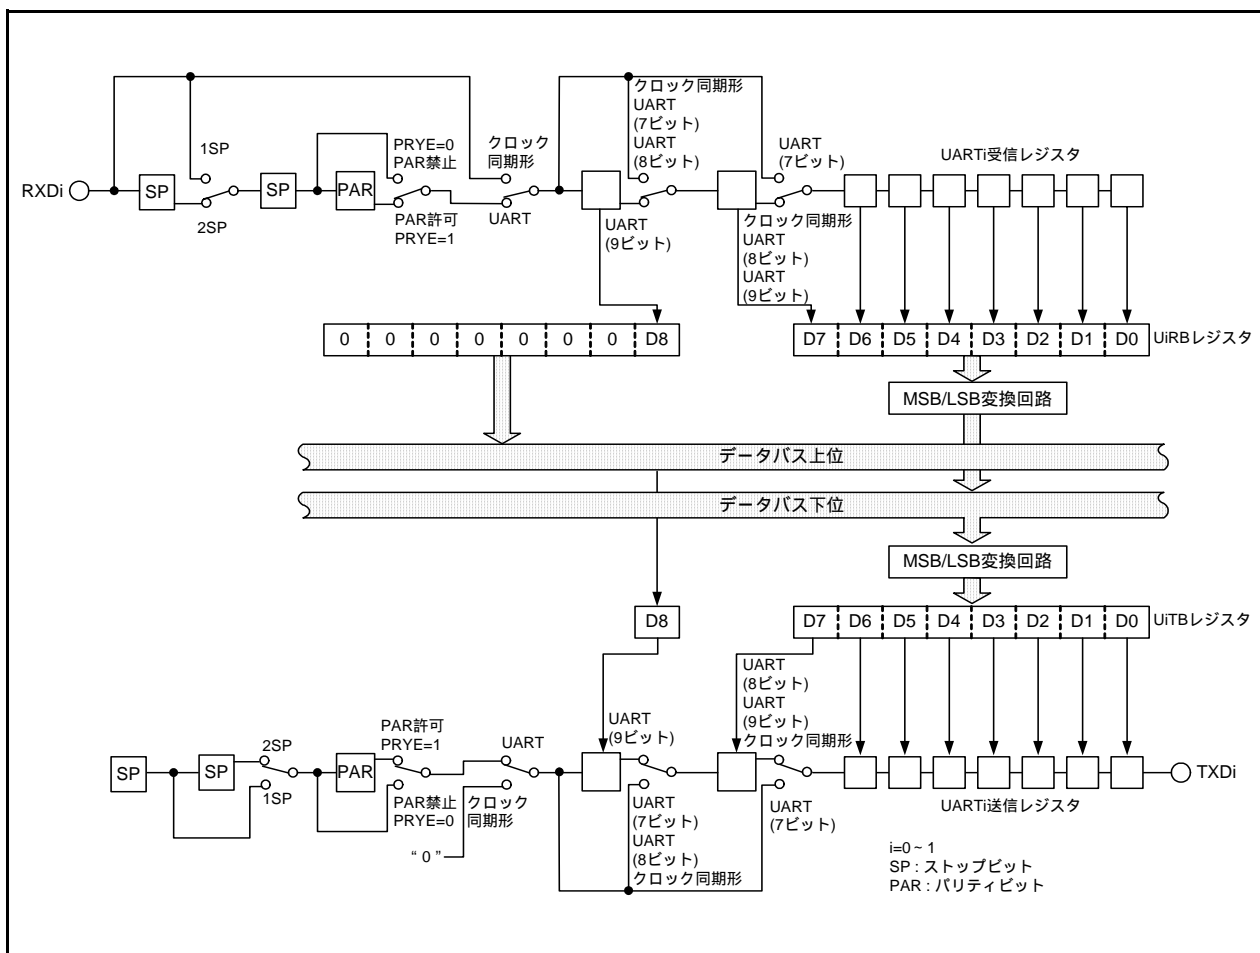 クロック同期形
UART
(7ビット)
UART
(8ビット)
1SP
PRYE=0
PAR禁止
クロック
同期形
UART
(7ビット)
UARTi受信レジスタ
RXDi
SP
SP
PAR
2SP
PAR許可
PRYE=1
UART
UART
(9ビット)
クロック同期形
UART
(8ビット)
UART
(9ビット)
0 0 0 0 0 0 0 D8
D7 D6 D5 D4 D3 D2 D1 D0
UiRBレジスタ
MSB/LSB変換回路
データバス上位
データバス下位
MSB/LSB変換回路
D8
D7 D6 D5 D4 D3 D2 D1 D0
UiTBレジスタ
UART
(8ビット)
UART
(9ビット)
クロック同期形
UART
(9ビット)
PAR許可
PRYE=1
UART
2SP
SP
SP
PAR
TXDi
1SP
PAR禁止
PRYE=0
クロック
同期形
UART
(7ビット)
UART
(8ビット)
クロック同期形
UART
(7ビット)
UARTi送信レジスタ
“ 0 ”
i=0~1
SP : ストップビット
PAR : パリティビット